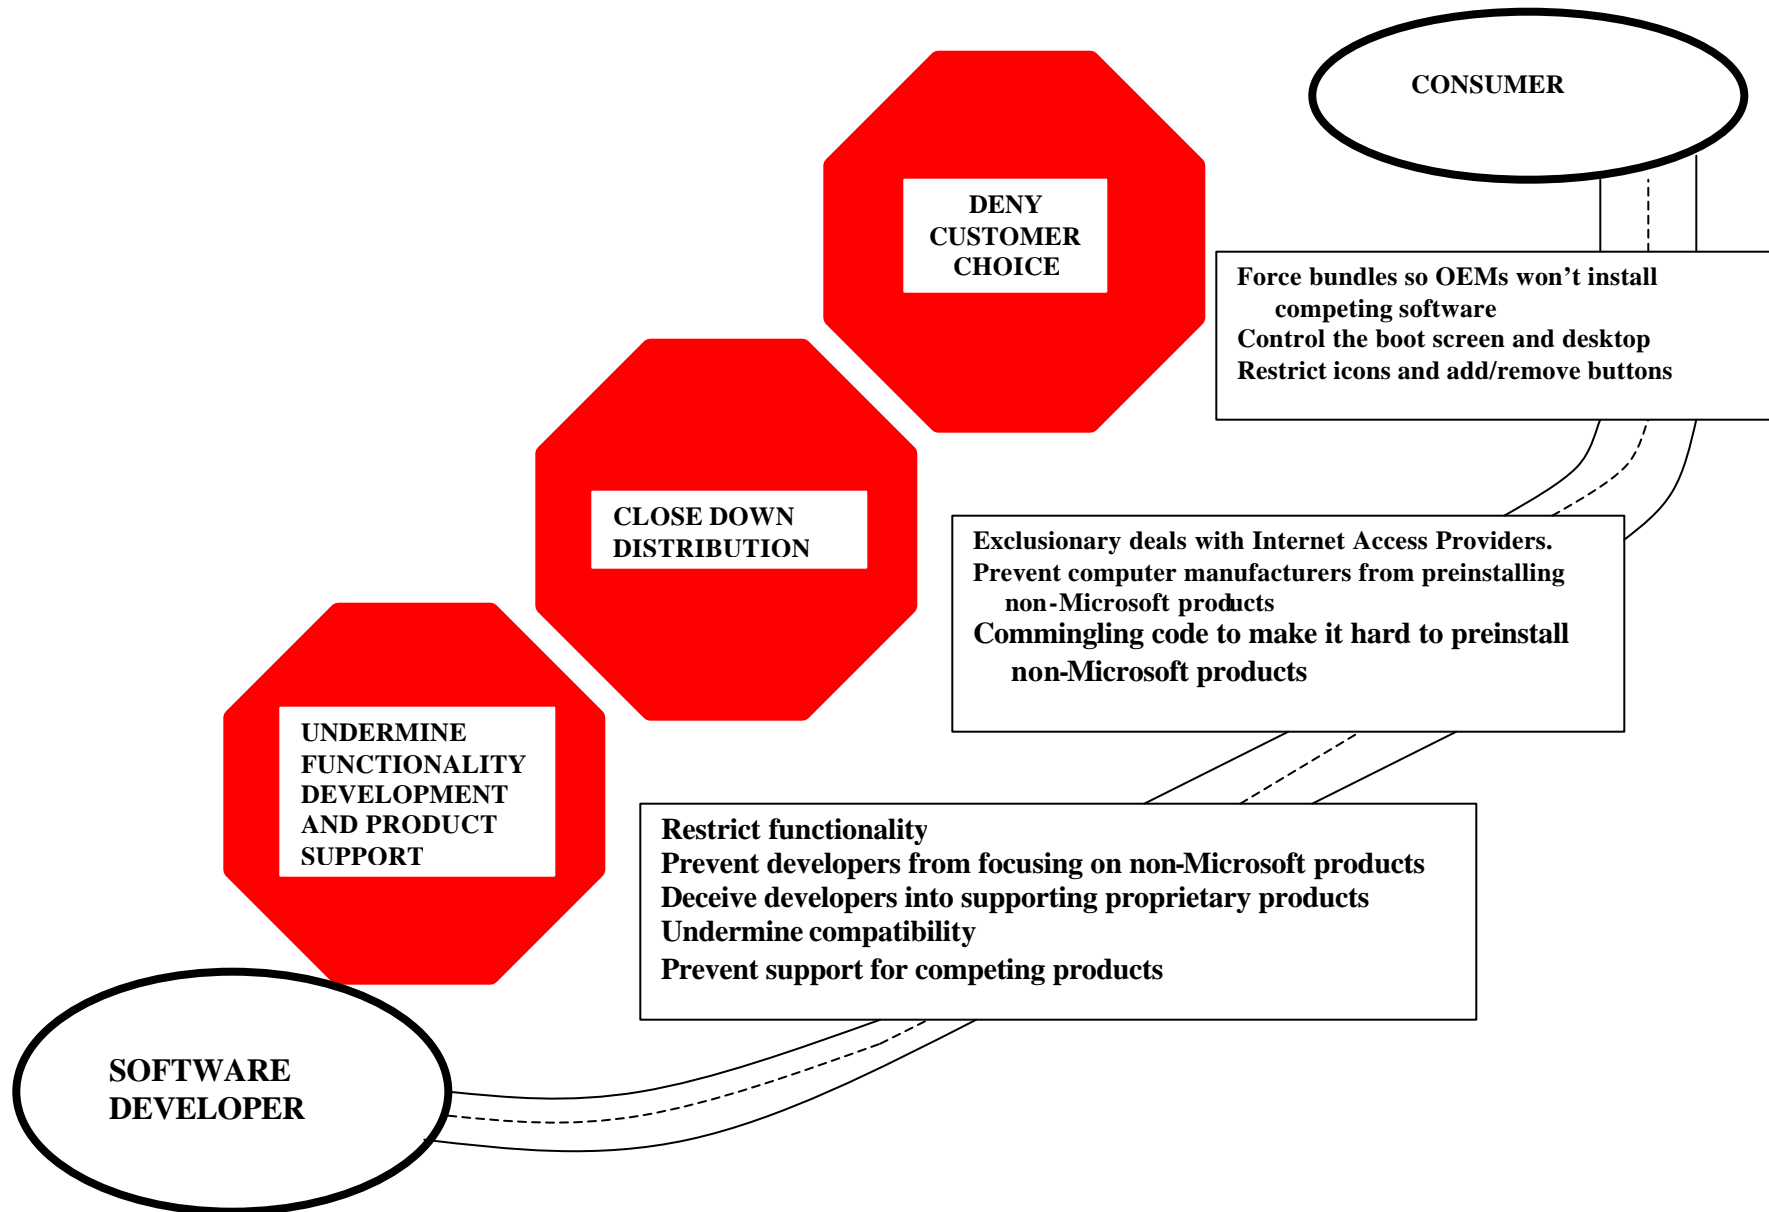 CONSUMER
DENY
CUSTOMER
CHOICE
Force bundles so OEMs won’t install
competing software
Control the boot screen and desktop
Restrict icons and add/remove buttons
CLOSE DOWN
DISTRIBUTION
Exclusionary deals with Internet Access Providers.
Prevent computer manufacturers from preinstalling
non-Microsoft products
Commingling code to make it hard to preinstall
non-Microsoft products
UNDERMINE
FUNCTIONALITY
DEVELOPMENT
AND PRODUCT
SUPPORT
Restrict functionality
Prevent developers from focusing on non-Microsoft products
Deceive developers into supporting proprietary products
Undermine compatibility
Prevent support for competing products
SOFTWARE
DEVELOPER